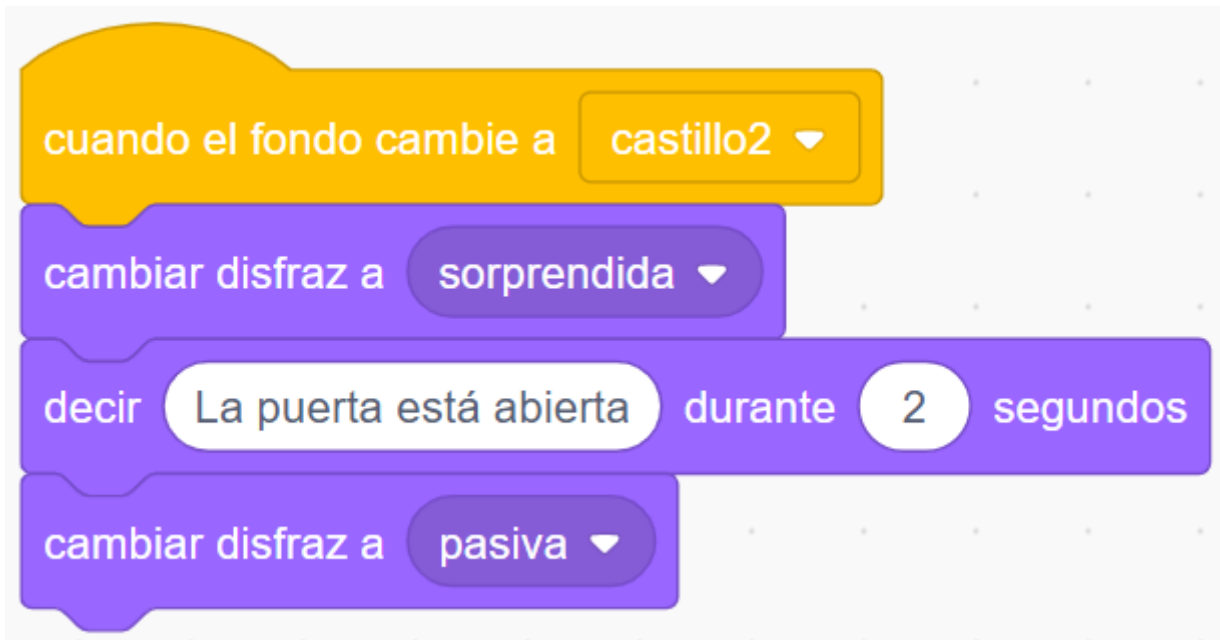 cuando el fondo cambie a castillo2
cambiar disfraz a sorprendida
decir La puerta está abierta durante 2 segundos
cambiar disfraz a pasiva